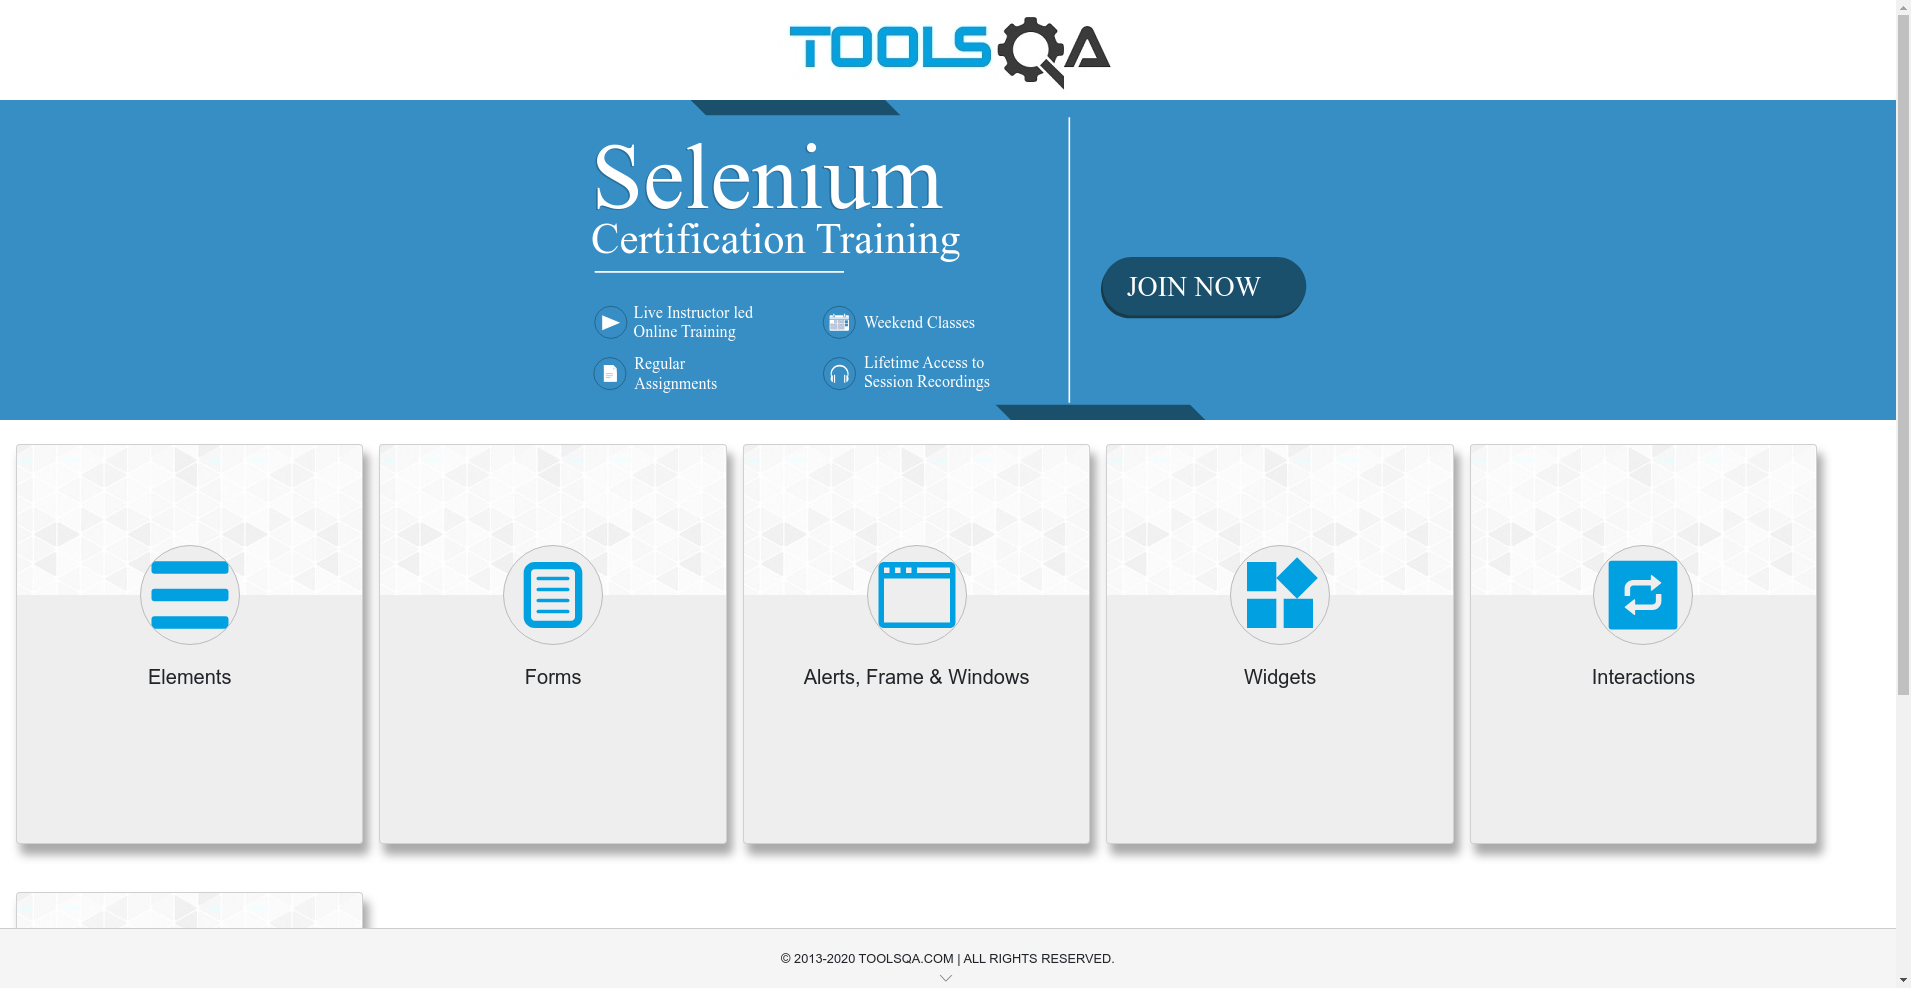 TOOLSQA
Selenium
Certification Training
JOIN NOW
Live Instructor led
Online Training
Weekend Classes
Regular
Assignments
Lifetime Access to
Session Recordings
Elements
Forms
Alerts, Frame & Windows
Widgets
Interactions
© 2013-2020 TOOLSQA.COM | ALL RIGHTS RESERVED.